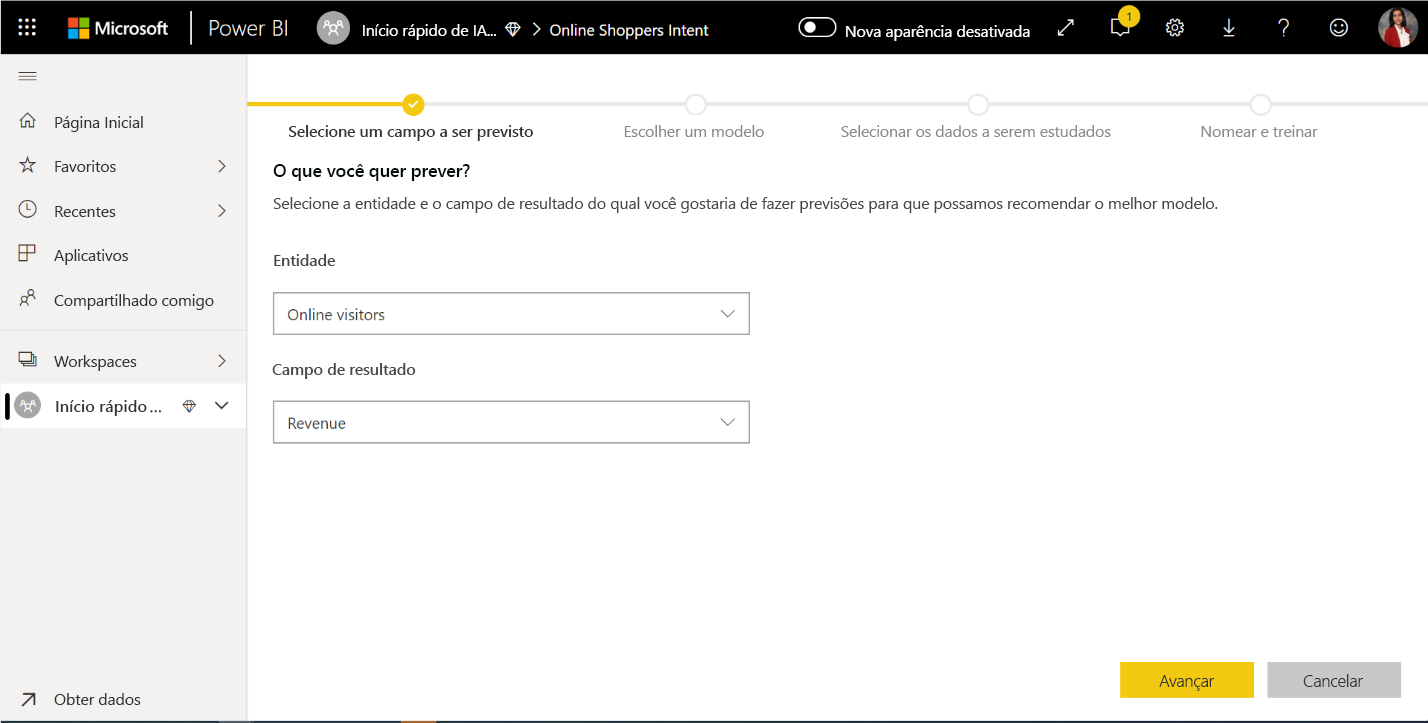 Microsoft Power BI Início rápido de IA... Online Shoppers Intent Nova aparência desativada 1
Página Inicial
Favoritos
Recentes
Aplicativos
Compartilhado comigo
Workspaces
Início rápido ...
Obter dados
Selecione um campo a ser previsto Escolher um modelo Selecionar os dados a serem estudados Nomear e treinar
O que você quer prever?
Selecione a entidade e o campo de resultado do qual você gostaria de fazer previsões para que possamos recomendar o melhor modelo.
Entidade
Online visitors
Campo de resultado
Revenue
Avançar Cancelar